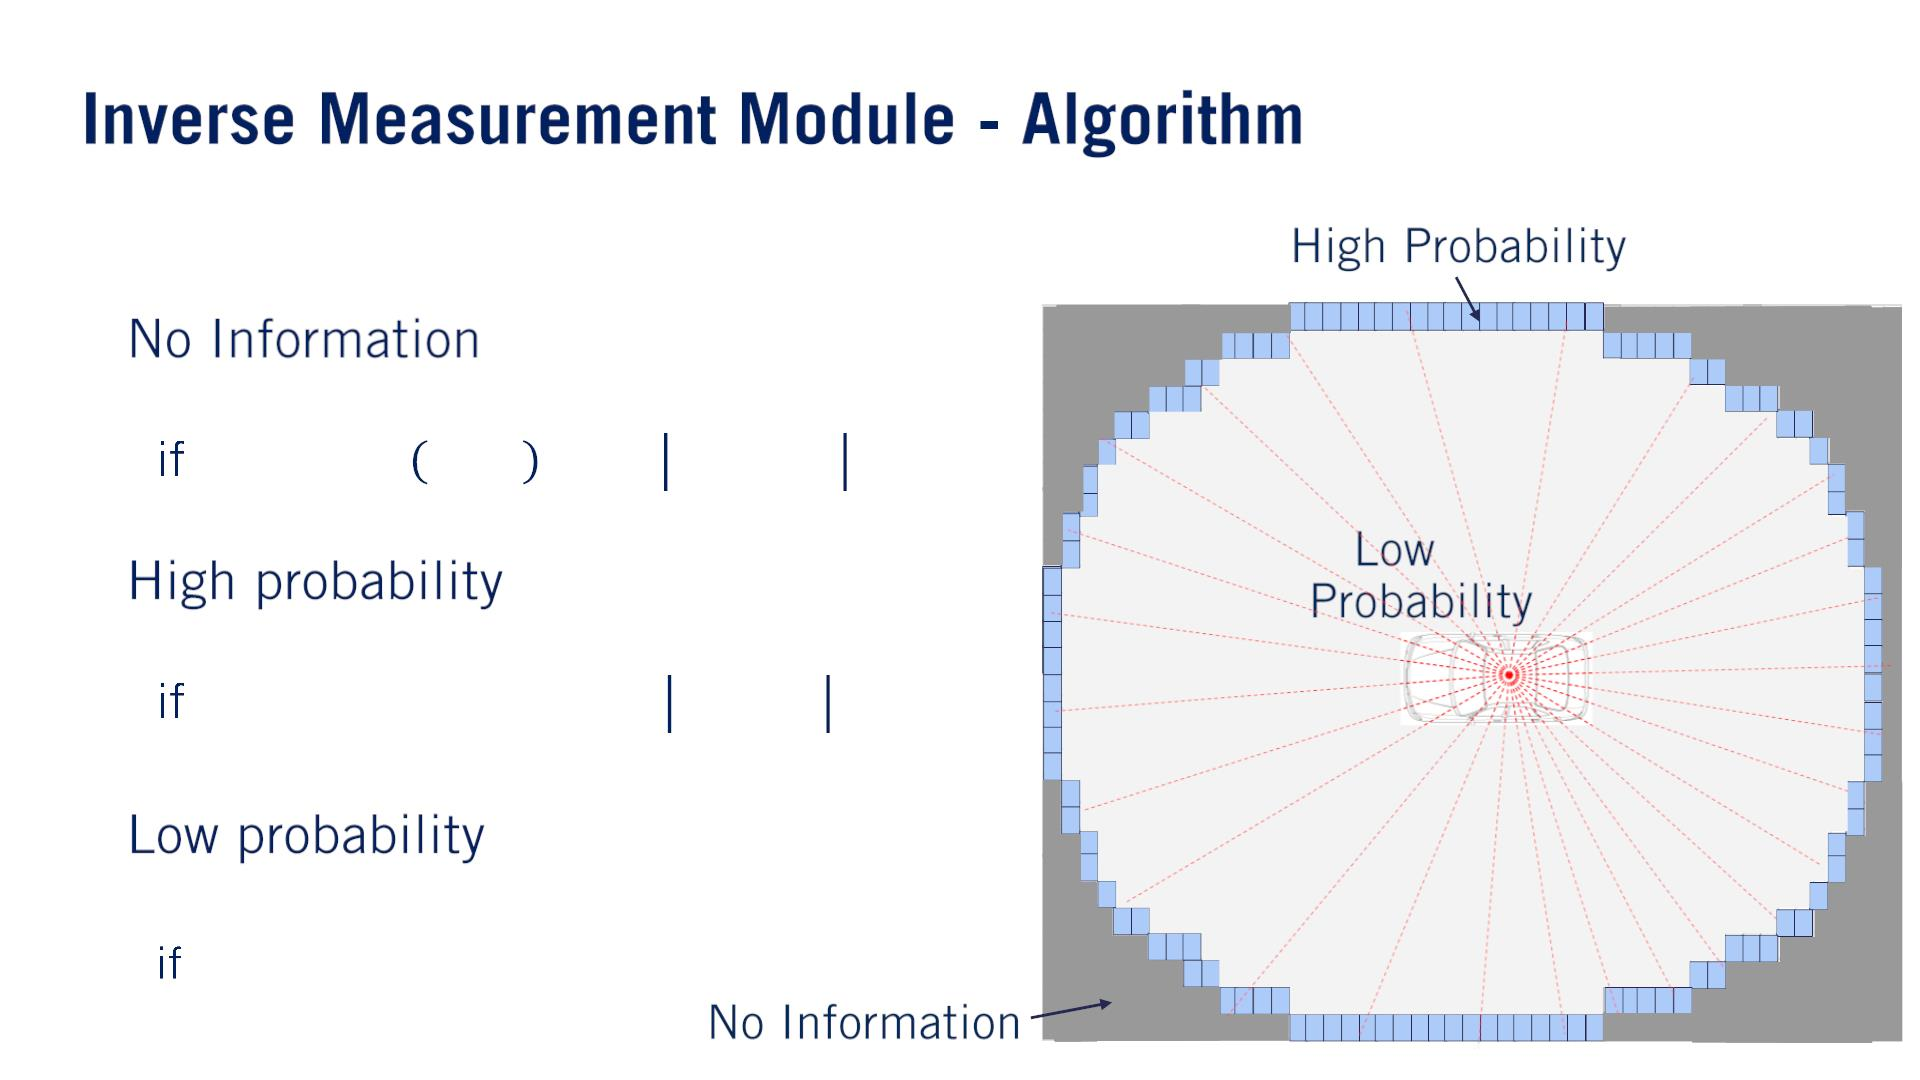 Inverse Measurement Module - Algorithm
High Probability
No Information
if ( ) | |
High probability
if | |
Low probability
if
Low
Probability
No Information